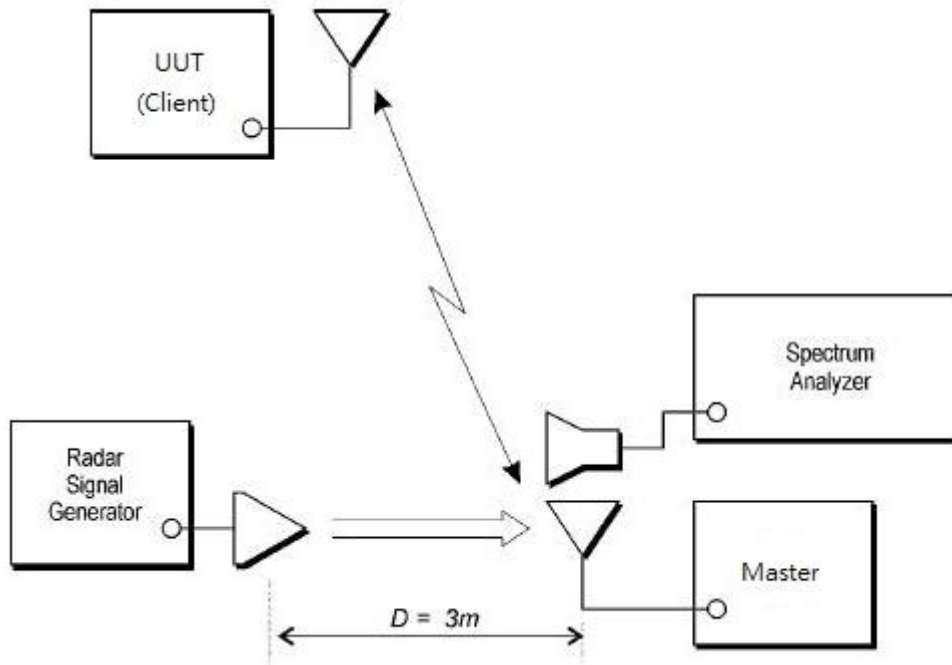 UUT
(Client)
Spectrum
Analyzer
Radar
Signal
Generator
Master
D = 3m